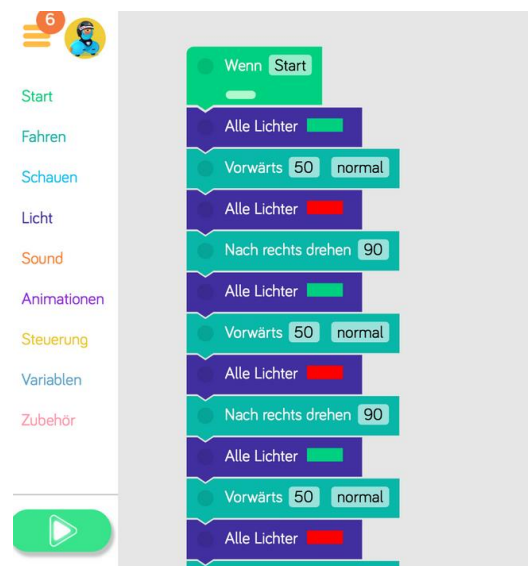 6
Start
Fahren
Schauen
Licht
Sound
Animationen
Steuerung
Variablen
Zubehör
Wenn Start
Alle Lichter
Vorwärts 50 normal
Alle Lichter
Nach rechts drehen 90
Alle Lichter
Vorwärts 50 normal
Alle Lichter
Nach rechts drehen 90
Alle Lichter
Vorwärts 50 normal
Alle Lichter